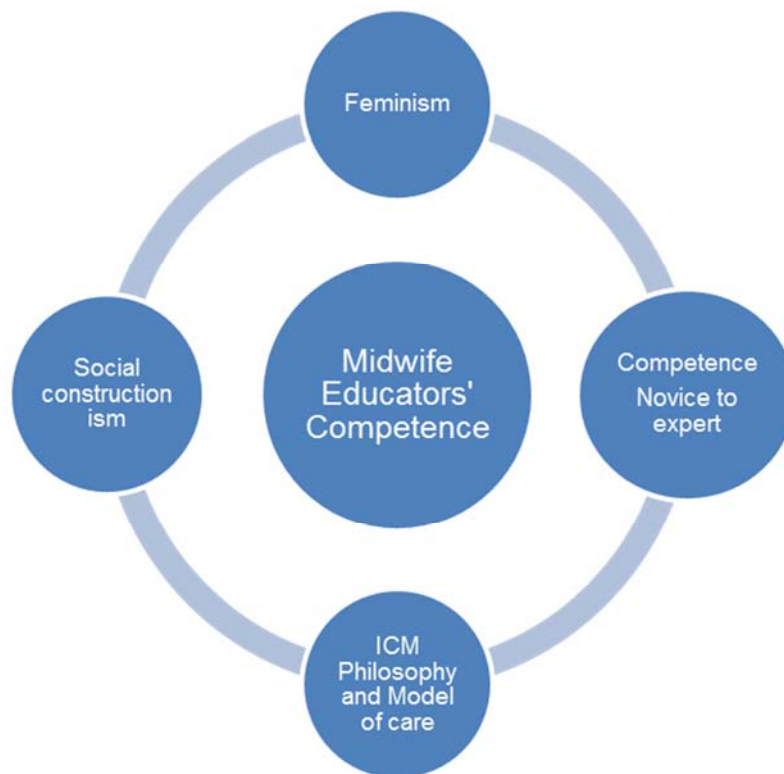 Feminism
Social
construction
ism
Midwife
Educators'
Competence
Competence
Novice to
expert
ICM
Philosophy
and Model
of care